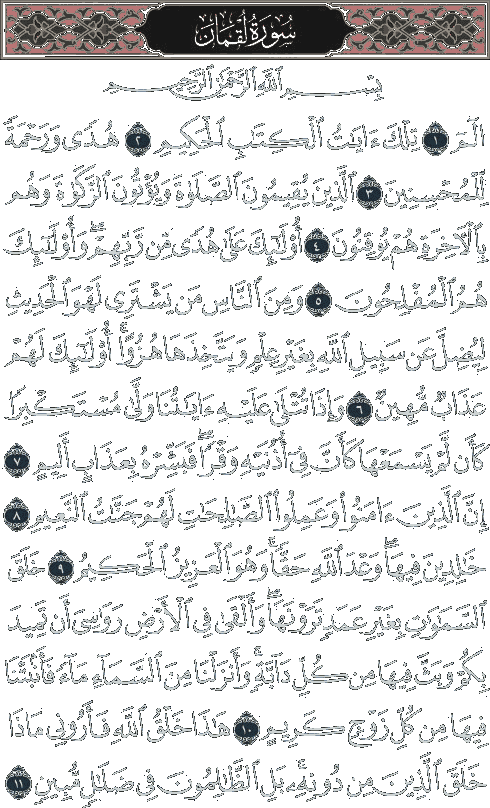 سُورَةُ لُقْمَانَ
بِسْمِ ٱللَّهِ ٱلرَّحْمَٰنِ ٱلرَّحِيمِ
الٓمٓ ١ تِلْكَ ءَايَٰتُ ٱلْكِتَٰبِ ٱلْحَكِيمِ ٢ هُدًى وَرَحْمَةً
لِّلْمُحْسِنِينَ ٣ ٱلَّذِينَ يُقِيمُونَ ٱلصَّلَوٰةَ وَيُؤْتُونَ ٱلزَّكَوٰةَ وَهُم
بِٱلْءَاخِرَةِ هُمْ يُوقِنُونَ ٤ أُو۟لَٰٓئِكَ عَلَىٰ هُدًى مِّن رَّبِّهِمْ ۖ وَأُو۟لَٰٓئِكَ
هُمُ ٱلْمُفْلِحُونَ ٥ وَمِنَ ٱلنَّاسِ مَن يَشْتَرِى لَهْوَ ٱلْحَدِيثِ
لِيُضِلَّ عَن سَبِيلِ ٱللَّهِ بِغَيْرِ عِلْمٍ وَيَتَّخِذَهَا هُزُوًا ۚ أُو۟لَٰٓئِكَ لَهُمْ
عَذَابٌ مُّهِينٌ ٦ وَإِذَا تُتْلَىٰ عَلَيْهِ ءَايَٰتُنَا وَلَّىٰ مُسْتَكْبِرًا
كَأَن لَّمْ يَسْمَعْهَا كَأَنَّ فِىٓ أُذُنَيْهِ وَقْرًا ۖ فَبَشِّرْهُ بِعَذَابٍ أَلِيمٍ ٧
إِنَّ ٱلَّذِينَ ءَامَنُوا۟ وَعَمِلُوا۟ ٱلصَّٰلِحَٰتِ لَهُمْ جَنَّٰتُ ٱلنَّعِيمِ ٨
خَٰلِدِينَ فِيهَا ۖ وَعْدَ ٱللَّهِ حَقًّا ۚ وَهُوَ ٱلْعَزِيزُ ٱلْحَكِيمُ ٩ خَلَقَ
ٱلسَّمَٰوَٰتِ بِغَيْرِ عَمَدٍ تَرَوْنَهَا ۖ وَأَلْقَىٰ فِى ٱلْأَرْضِ رَوَٰسِىَ أَن تَمِيدَ
بِكُمْ وَبَثَّ فِيهَا مِن كُلِّ دَآبَّةٍ ۚ وَأَنزَلْنَا مِنَ ٱلسَّمَآءِ مَآءً فَأَنۢبَتْنَا
فِيهَا مِن كُلِّ زَوْجٍ كَرِيمٍ ١٠ هَٰذَا خَلْقُ ٱللَّهِ فَأَرُونِى مَاذَا
خَلَقَ ٱلَّذِينَ مِن دُونِهِۦ ۚ بَلِ ٱلظَّٰلِمُونَ فِى ضَلَٰلٍ مُّبِينٍ ١١